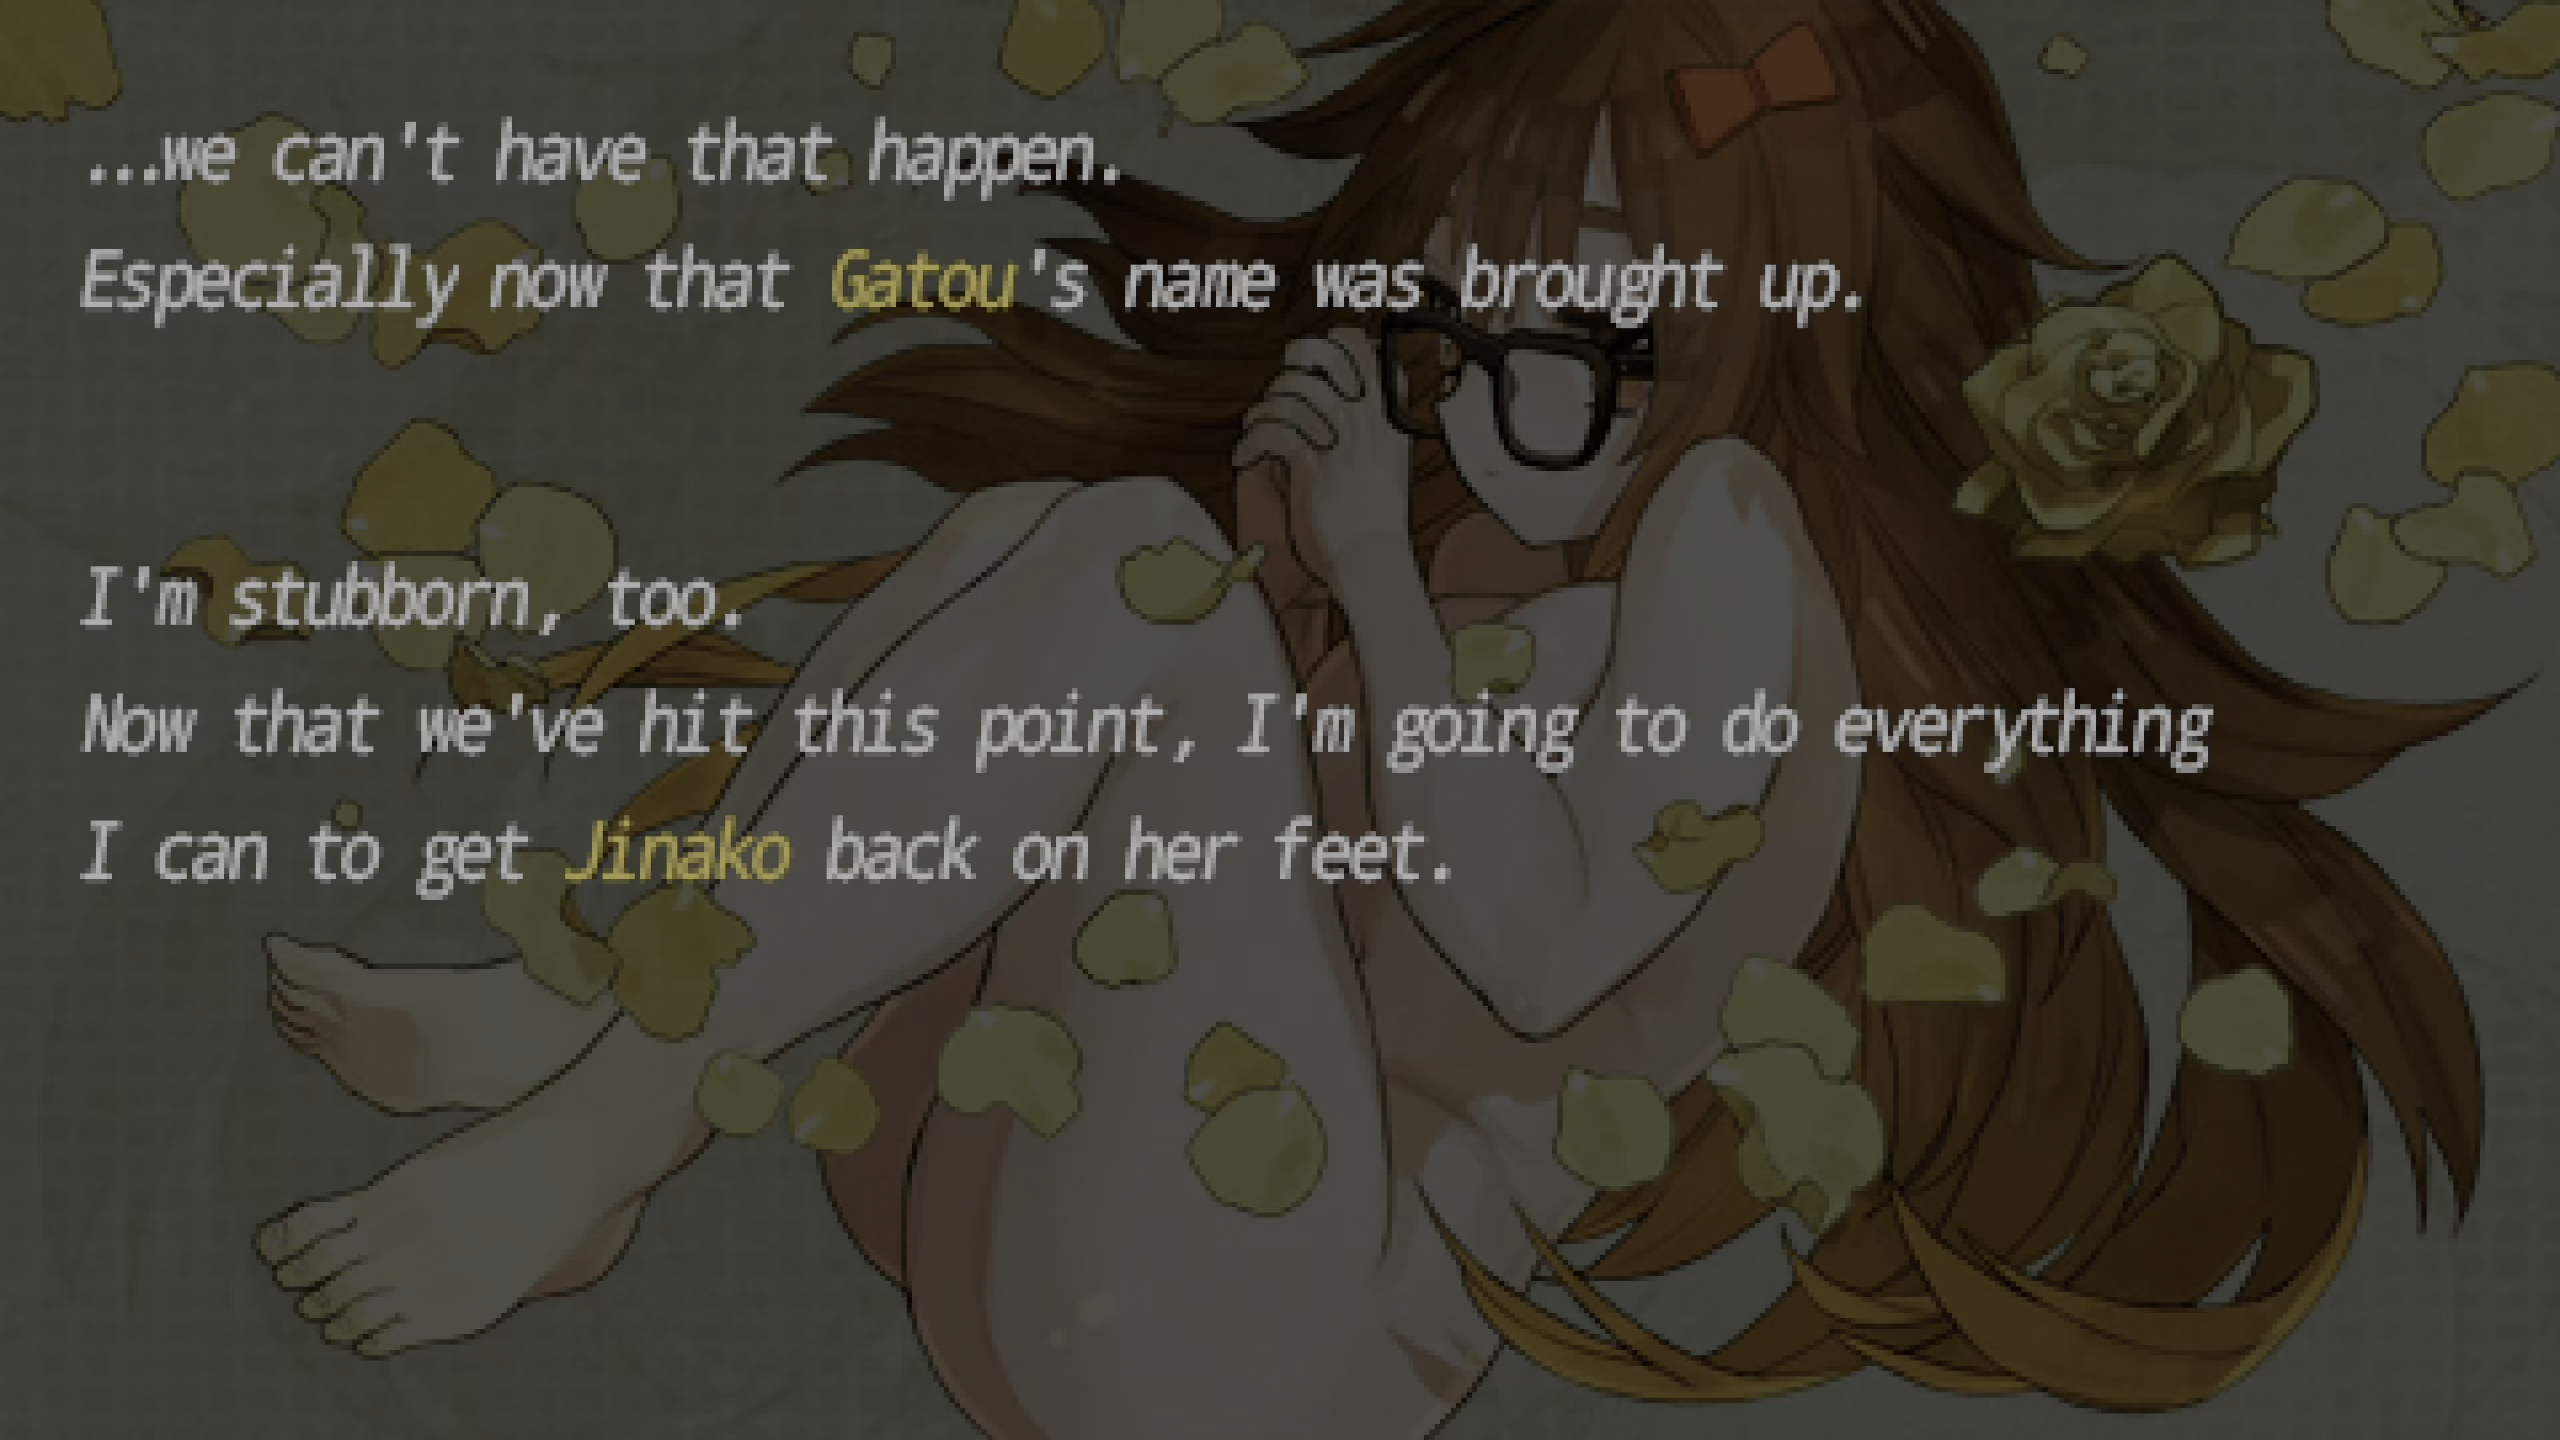 …we can't have that happen.
Especially now that Gatou's name was brought up.
I'm stubborn, too.
Now that we've hit this point, I'm going to do everything
I can to get Jinako back on her feet.